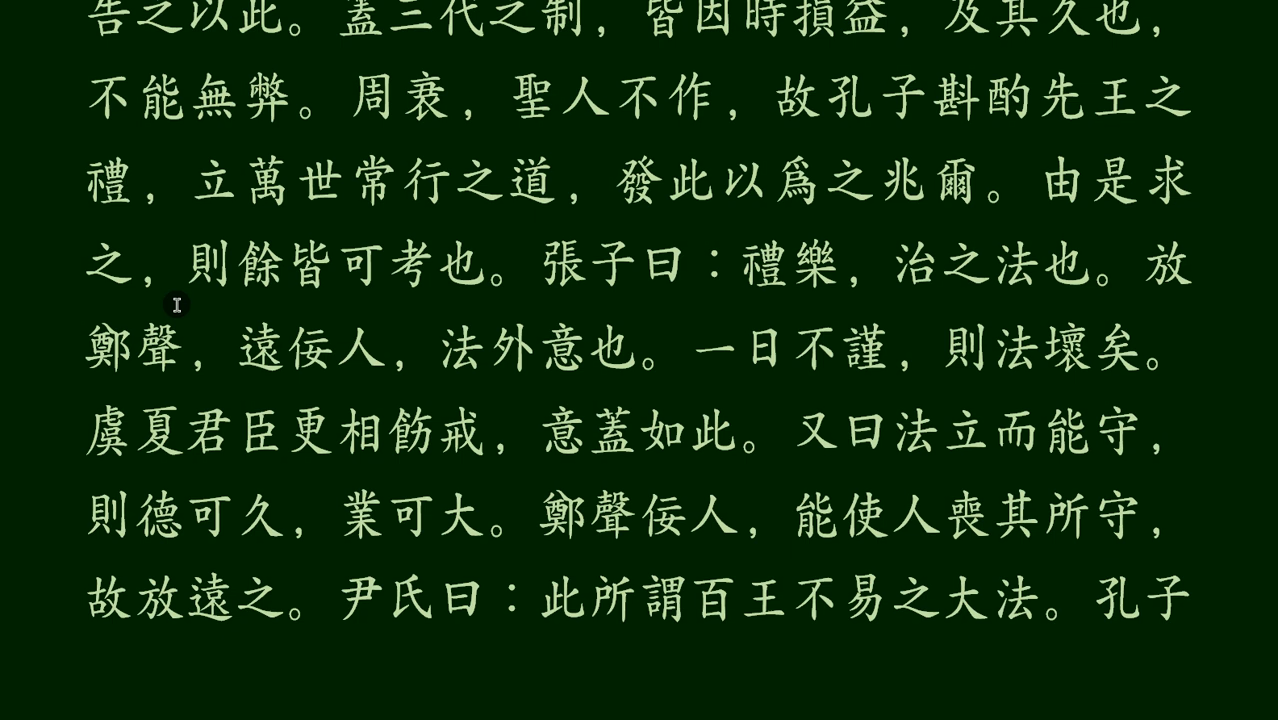 告之以此。蓋三代之制，皆因時損益，及其久也，
不能無弊。周衰，聖人不作，故孔子斟酌先王之
禮，立萬世常行之道，發此以爲之兆爾。由是求
之，則餘皆可考也。張子曰：禮樂，治之法也。放
鄭聲，遠佞人，法外意也。一日不謹，則法壞矣。
虞夏君臣更相飭戒，意蓋如此。又曰法立而能守，
則德可久，業可大。鄭聲佞人，能使人喪其所守，
故放遠之。尹氏曰：此所謂百王不易之大法。孔子